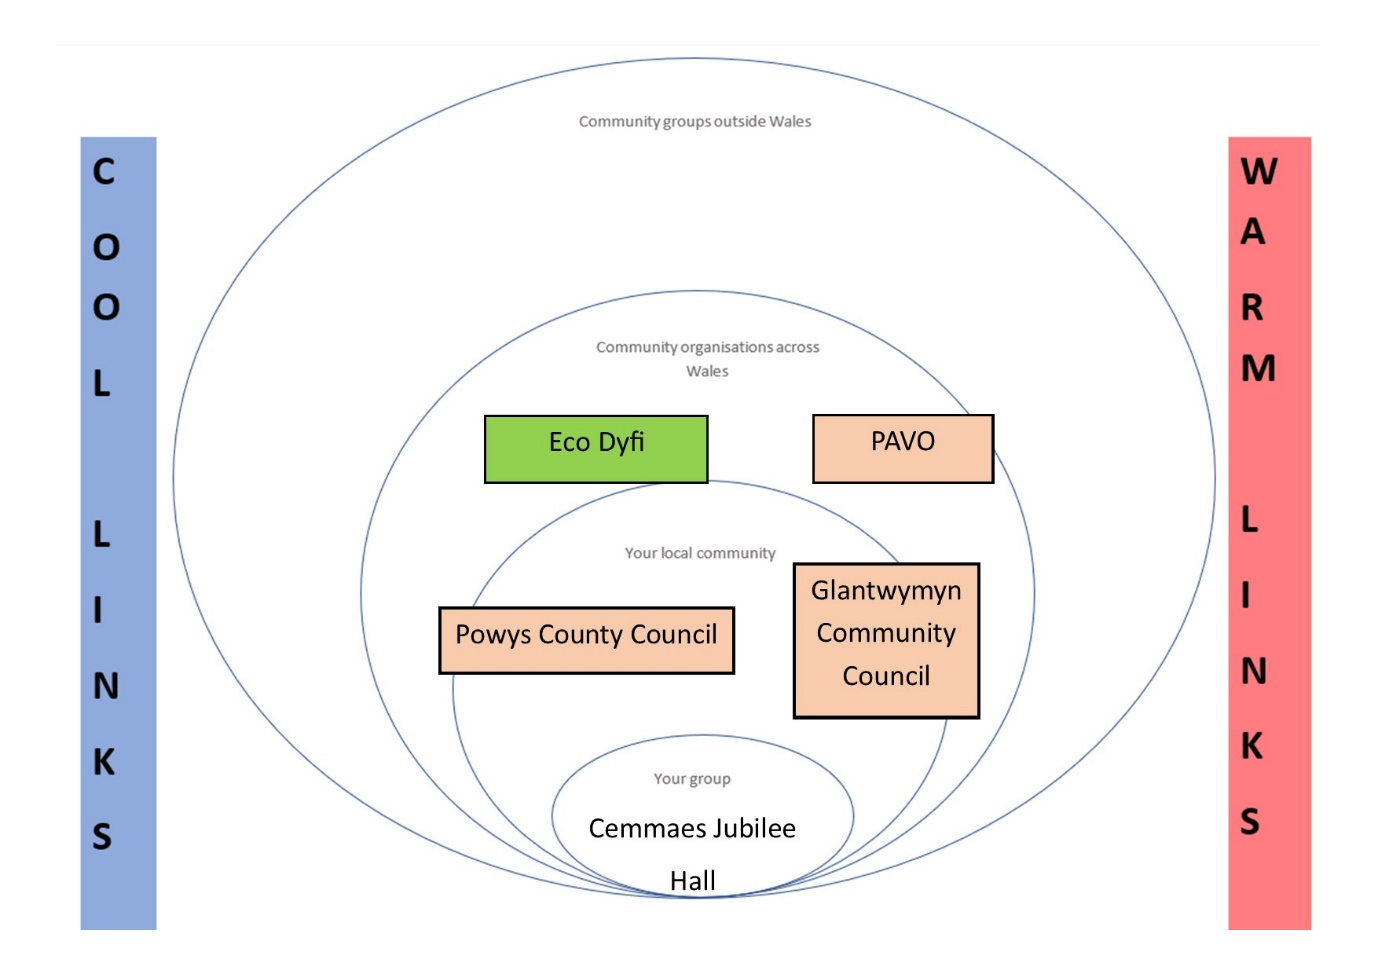 Community groups outside Wales
COOL LINKS
WARM LINKS
Community organisations across
Wales
Eco Dyfi
PAVO
Your local community
Powys County Council
Glantwymyn
Community
Council
Your group
Cemmaes Jubilee
Hall